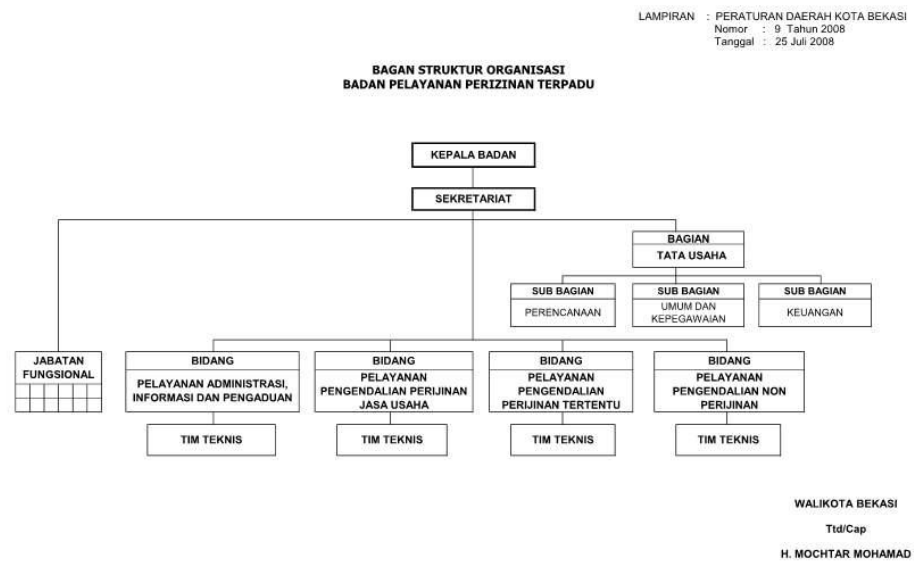 LAMPIRAN : PERATURAN DAERAH KOTA BEKASI
Nomor : 9 Tahun 2008
Tanggal : 25 Juli 2008
BAGAN STRUKTUR ORGANISASI
BADAN PELAYANAN PERIZINAN TERPADU
KEPALA BADAN
SEKRETARIAT
BAGIAN
TATA USAHA
SUB BAGIAN
PERENCANAAN
SUB BAGIAN
UMUM DAN
KEPEGAWAIAN
SUB BAGIAN
KEUANGAN
JABATAN
FUNGSIONAL
BIDANG
PELAYANAN ADMINISTRASI,
INFORMASI DAN PENGADUAN
BIDANG
PELAYANAN
PENGENDALIAN PERIJINAN
JASA USAHA
BIDANG
PELAYANAN
PENGENDALIAN
PERIJINAN TERTENTU
BIDANG
PELAYANAN
PENGENDALIAN NON
PERIJINAN
TIM TEKNIS
TIM TEKNIS
TIM TEKNIS
TIM TEKNIS
WALIKOTA BEKASI
Ttd/Cap
H. MOCHTAR MOHAMAD